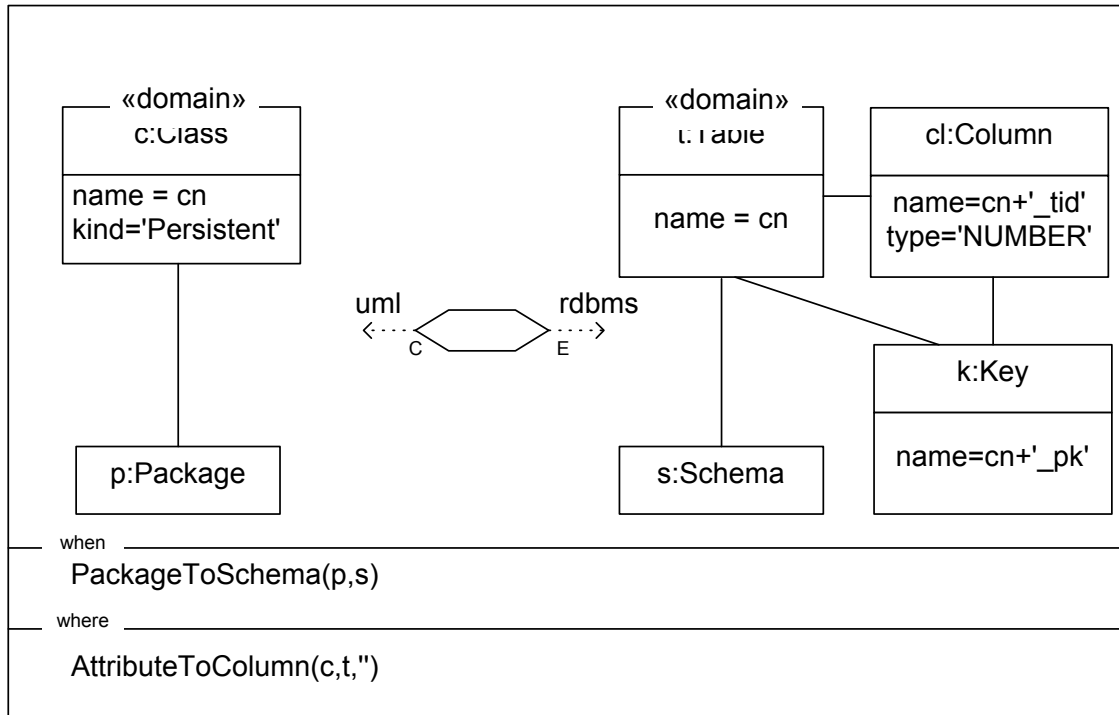 «domain»
c:Class
name = cn
kind='Persistent'
p:Package
uml
C
rdbms
E
«domain»
t:Table
name = cn
cl:Column
name=cn+'_tid'
type='NUMBER'
s:Schema
k:Key
name=cn+'_pk'
when
PackageToSchema(p,s)
where
AttributeToColumn(c,t,'')